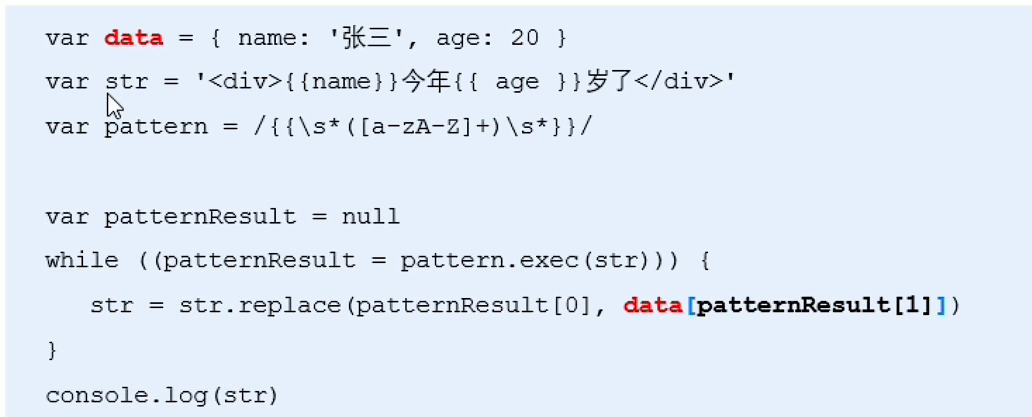 var data = { name: '张三', age: 20 }
var str = '<div>{{name}}今年{{ age }}岁了</div>'
var pattern = /{{\s*([a-zA-Z]+)\s*}}/
var patternResult = null
while ((patternResult = pattern.exec(str))) {
str = str.replace(patternResult[0], data[patternResult[1]])
}
console.log(str)